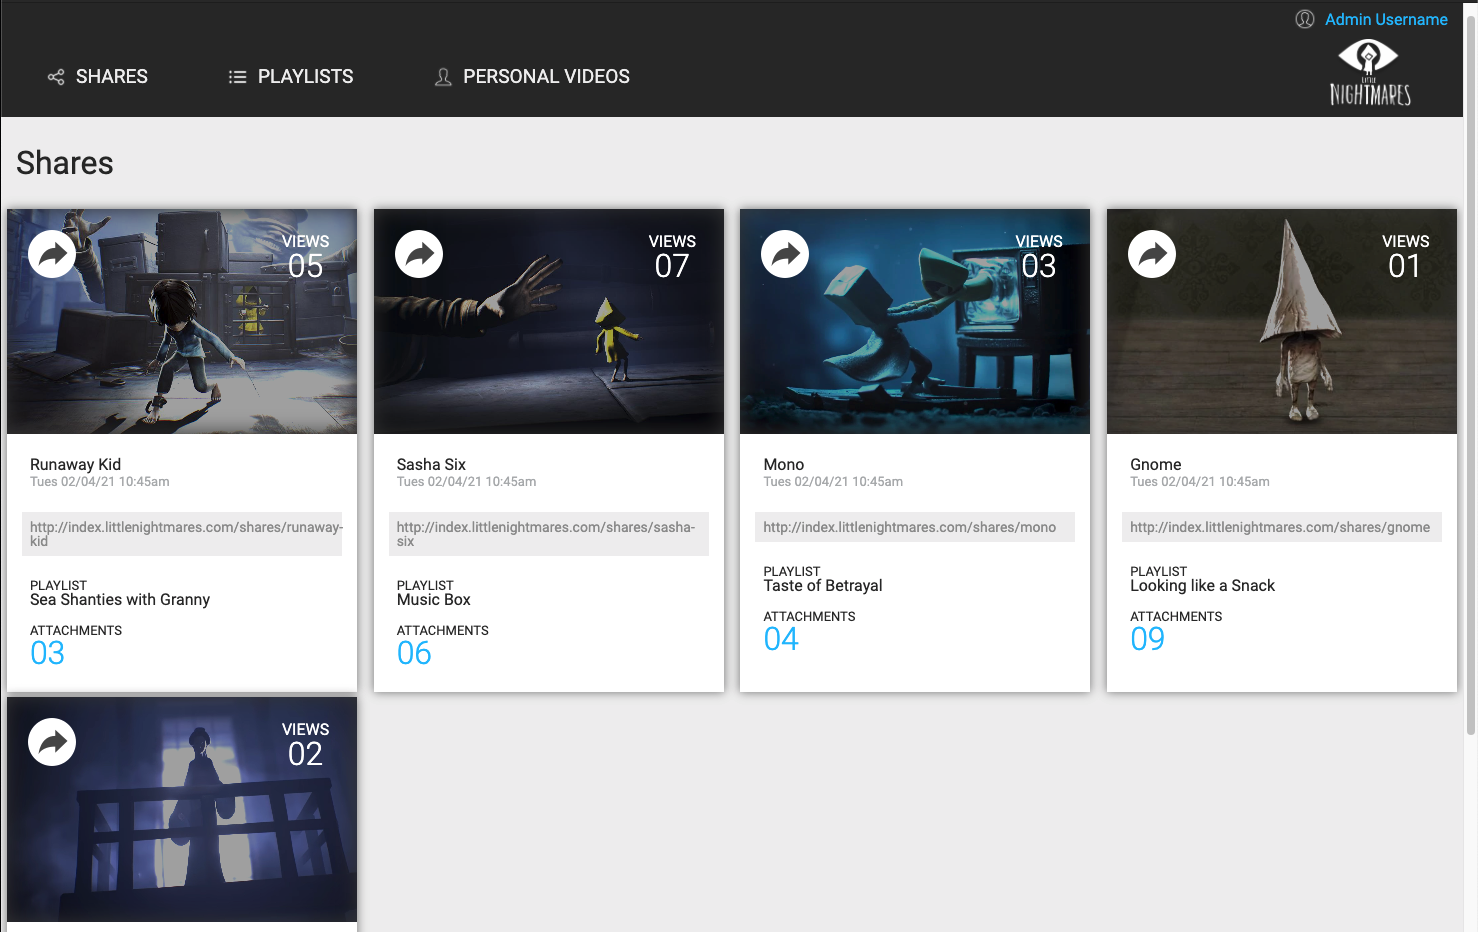 Admin Username
SHARES
PLAYLISTS
PERSONAL VIDEOS
LITTLE
NIGHTMARES
Shares
VIEWS
05
Runaway Kid
Tues 02/04/21 10:45am
http://index.littlenightmares.com/shares/runaway-
kid
PLAYLIST
Sea Shanties with Granny
ATTACHMENTS
03
VIEWS
07
Sasha Six
Tues 02/04/21 10:45am
http://index.littlenightmares.com/shares/sasha-
six
PLAYLIST
Music Box
ATTACHMENTS
06
VIEWS
03
Mono
Tues 02/04/21 10:45am
http://index.littlenightmares.com/shares/mono
PLAYLIST
Taste of Betrayal
ATTACHMENTS
04
VIEWS
01
Gnome
Tues 02/04/21 10:45am
http://index.littlenightmares.com/shares/gnome
PLAYLIST
Looking like a Snack
ATTACHMENTS
09
VIEWS
02